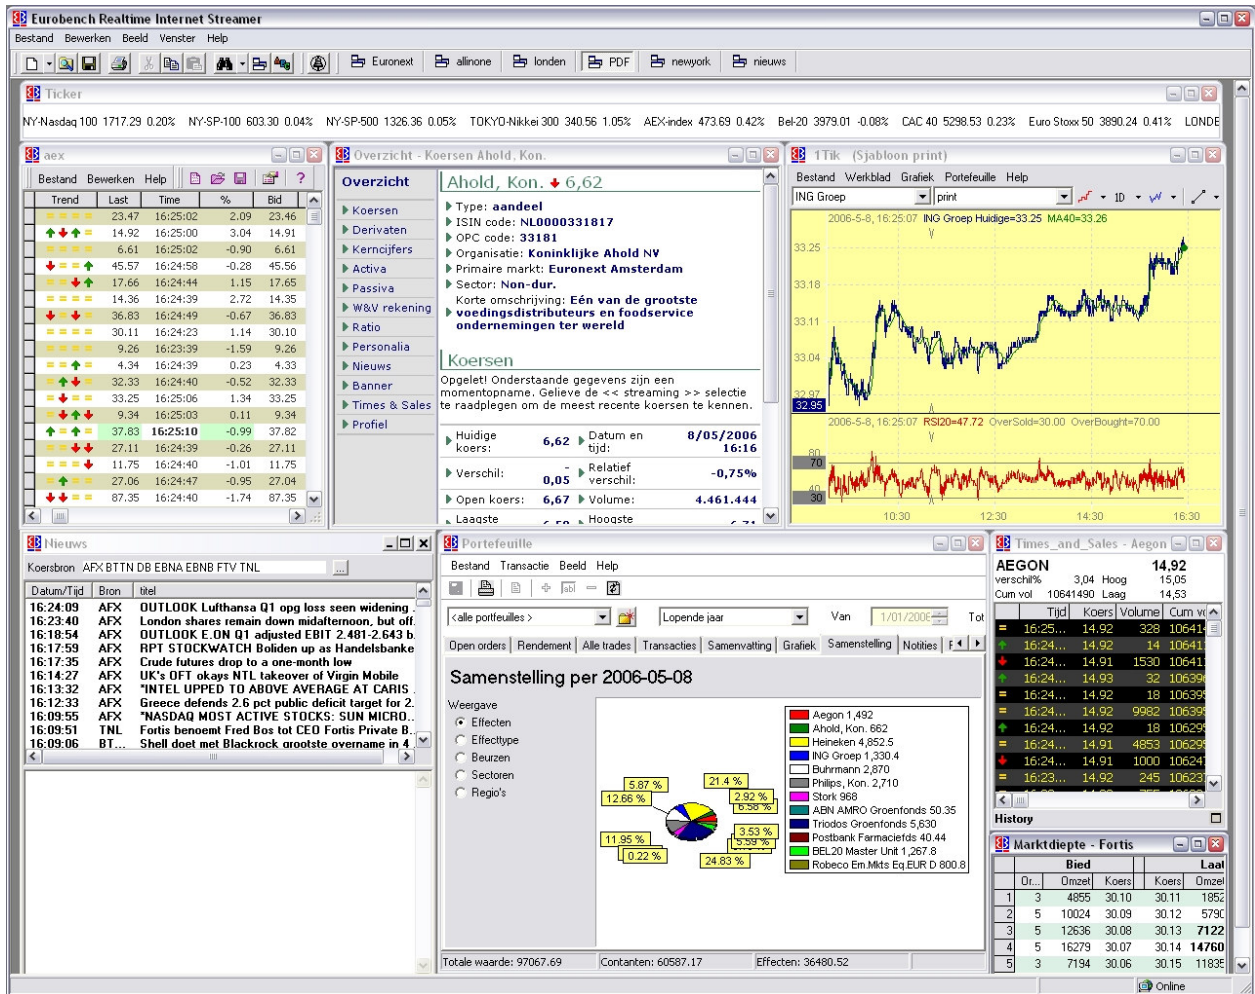 Eurobench Realtime Internet Streamer
Bestand Bewerken Beeld Venster Help
Euronext allinone londen PDF newyork nieuws
Ticker
NY-Nasdaq 100 1717.29 0.20% NY-SP-100 603.30 0.04% NY-SP-500 1326.36 0.05% TOKYO-Nikkei 300 340.56 1.05% AEX-index 473.69 0.42% Bel-20 3979.01 -0.08% CAC 40 5298.53 0.23% Euro Stoxx 50 3890.24 0.41% LONDE
aex
Bestand Bewerken Help
Trend Last Time % Bid
23.47 16:25:02 2.09 23.46
14.92 16:25:00 3.04 14.91
6.61 16:25:02 -0.90 6.61
45.57 16:24:58 -0.28 45.56
17.66 16:24:44 1.15 17.65
14.36 16:24:39 2.72 14.35
36.83 16:24:49 -0.67 36.83
30.11 16:24:23 1.14 30.10
9.26 16:23:39 -1.59 9.26
4.34 16:24:39 0.23 4.33
32.33 16:24:40 -0.52 32.33
33.25 16:25:06 1.34 33.25
9.34 16:25:03 0.11 9.34
37.83 16:25:10 -0.99 37.82
27.11 16:24:39 -0.26 27.11
11.75 16:24:40 -1.01 11.75
27.06 16:24:47 -0.95 27.04
87.35 16:24:40 -1.74 87.35
Overzicht - Koersen Ahold, Kon.
Overzicht
Koersen
Derivaten
Kerncijfers
Activa
Passiva
W&V rekening
Ratio
Personalia
Nieuws
Banner
Times & Sales
Profiel
Ahold, Kon. 6,62
Type: aandeel
ISIN code: NL0000331817
OPC code: 33181
Organisatie: Koninklijke Ahold NV
Primaire markt: Euronext Amsterdam
Sector: Non-dur.
Korte omschrijving: Eén van de grootste
voedingsdistributeurs en foodservice
ondernemingen ter wereld
Koersen
Opgelet! Onderstaande gegevens zijn een
momentopname. Gelieve de << streaming >> selectie
te raadplegen om de meest recente koersen te kennen.
Huidige koers: 6,62 Datum en tijd: 8/05/2006 16:16
Verschil: -0,05 Relatief verschil: -0,75%
Open koers: 6,67 Volume: 4.461.444
Laagste Hoogste
1Tik (Sjabloon print)
Bestand Werkblad Grafiek Portefeuille Help
ING Groep print 1D
2006-5-8, 16:25:07 ING Groep Huidige=33.25 MA40=33.26
33.25
33.18
33.11
33.04
32.97
32.95
2006-5-8, 16:25:07 RSI20=47.72 OverSold=30.00 OverBought=70.00
80
70
40
30
10:30 12:30 14:30 16:30
Nieuws
Koersbron AFX BTTN DB EBNA EBNB FTV TNL ...
Datum/Tijd Bron titel
16:24:09 AFX OUTLOOK Lufthansa Q1 opg loss seen widening .
16:23:40 AFX London shares remain down midafternoon, but off.
16:18:54 AFX OUTLOOK E.ON Q1 adjusted EBIT 2.481-2.643 b.
16:17:59 AFX RPT STOCKWATCH Boliden up as Handelsbanke
16:17:35 AFX Crude futures drop to a one-month low
16:14:27 AFX UK's OFT okays NTL takeover of Virgin Mobile
16:13:32 AFX "INTEL UPPED TO ABOVE AVERAGE AT CARIS .
16:12:33 AFX Greece defends 2.6 pct public deficit target for 2.
16:09:55 AFX "NASDAQ MOST ACTIVE STOCKS: SUN MICRO..
16:09:51 TNL Fortis benoemt Fred Bos tot CEO Fortis Private B..
16:09:06 BT... Shell doet met Blackrock grootste overname in 4
Portefeuille
Bestand Transactie Beeld Help
<alle portfeuilles> Lopende jaar Van 1/01/2006 Tot
Open orders Rendement Alle trades Transacties Samenvatting Grafiek Samenstelling Notities F
Samenstelling per 2006-05-08
Weergave
Effecten
Effecttype
Beurzen
Sectoren
Regio's
5.87 %
12.66 %
21.4 %
2.92 %
6.58 %
3.53 %
5.59 %
11.95 %
0.22 %
24.83 %
Aegon 1,492
Ahold, Kon. 662
Heineken 4,852.5
ING Groep 1,330.4
Buhrmann 2,870
Philips, Kon. 2,710
Stork 968
ABN AMRO Groenfonds 50.35
Triodos Groenfonds 5,630
Postbank Farmaciefds 40.44
BEL20 Master Unit 1,267.8
Robeco Em.Mkts Eq.EUR D 800.8
Totale waarde: 97067.69 Contanten: 60587.17 Effecten: 36480.52
Times_and_Sales - Aegon
AEGON 14,92
verschil% 3,04 Hoog 15,05
Cum vol 10641490 Laag 14,53
Tijd Koers Volume Cum vo
16:25... 14.92 328 10641
16:24... 14.92 14 10641
16:24... 14.91 1530 10641
16:24... 14.93 32 10639
16:24... 14.92 18 10639
16:24... 14.92 9982 10639
16:24... 14.92 18 10629
16:24... 14.91 4853 10629
16:24... 14.91 1000 10624
16:23... 14.92 245 10623
History
Marktdiepte - Fortis
Bied Laat
Or... Omzet Koers Koers Omzet
1 3 4855 30.10 30.11 1852
2 5 10024 30.09 30.12 5790
3 5 12636 30.08 30.13 7122
4 5 16279 30.07 30.14 14760
5 3 7194 30.06 30.15 11835
Online